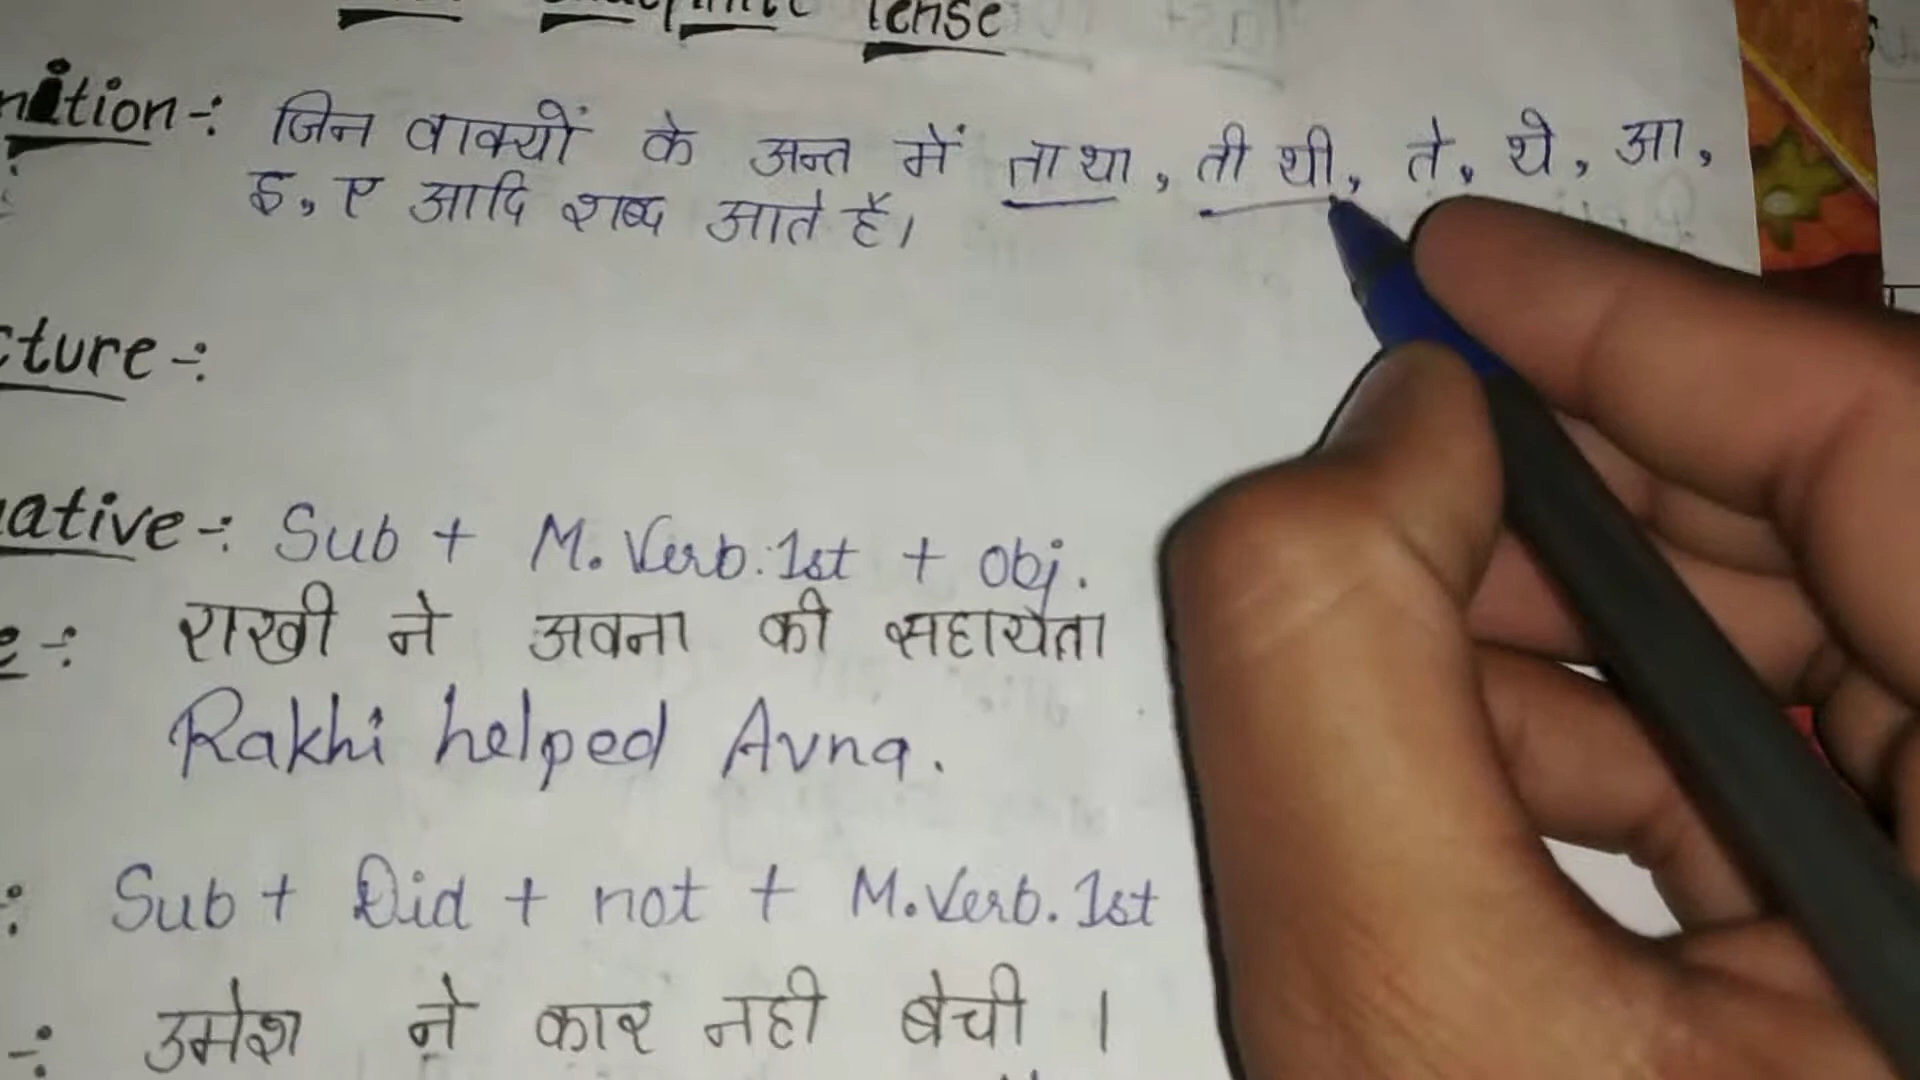 Tense
nition-: जिन वाक्यों के अन्त में ता था, ती थी, ते, थे, आ,
इ, ए आदि शब्द आते है।
cture-:
ative-: Sub + M. Verb. 1st + obj.
e-: राखी ने अवना की सहायता
Rakhi helped Avna.
: Sub + Did + not + M. Verb. 1st
-: उमेश ने कार नही बेची ।